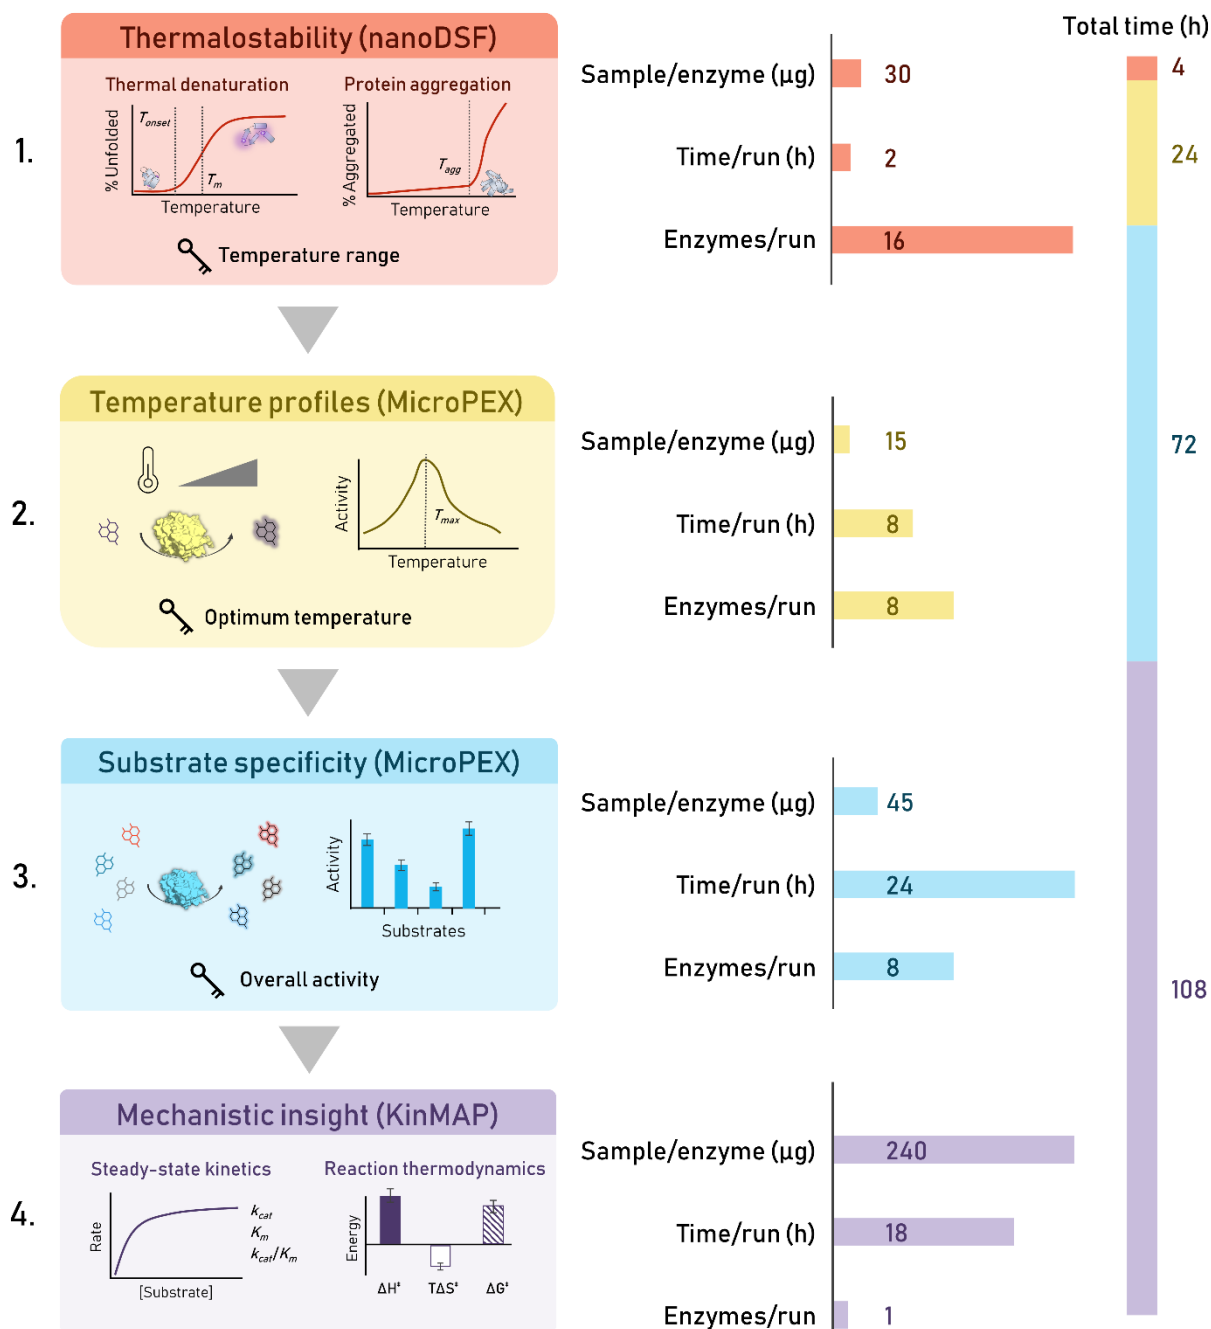 Total time (h)
1.
Thermalostability (nanoDSF)
Thermal denaturation
% Unfolded
Tonset
Tm
Temperature
Protein aggregation
% Aggregated
Tagg
Temperature
Temperature range
Sample/enzyme (µg)
30
Time/run (h)
2
Enzymes/run
16
4
24
2.
Temperature profiles (MicroPEX)
Activity
Tmax
Temperature
Optimum temperature
Sample/enzyme (µg)
15
Time/run (h)
8
Enzymes/run
8
72
3.
Substrate specificity (MicroPEX)
Activity
Substrates
Overall activity
Sample/enzyme (µg)
45
Time/run (h)
24
Enzymes/run
8
108
4.
Mechanistic insight (KinMAP)
Steady-state kinetics
Rate
kcat
Km
kcat/Km
[Substrate]
Reaction thermodynamics
Energy
ΔH‡
TΔS‡
ΔG‡
Sample/enzyme (µg)
240
Time/run (h)
18
Enzymes/run
1